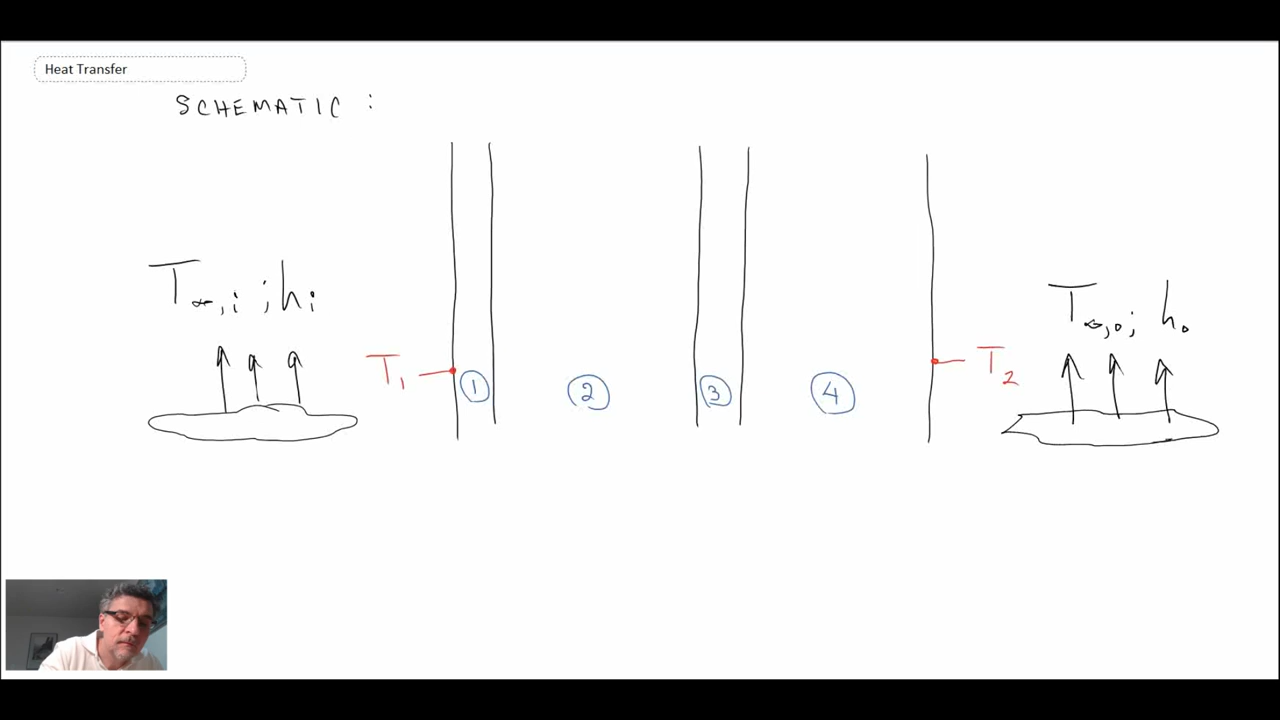 Heat Transfer
SCHEMATIC :
T∞,i ; hi
T∞,o ; ho
T1
T2
1
2
3
4